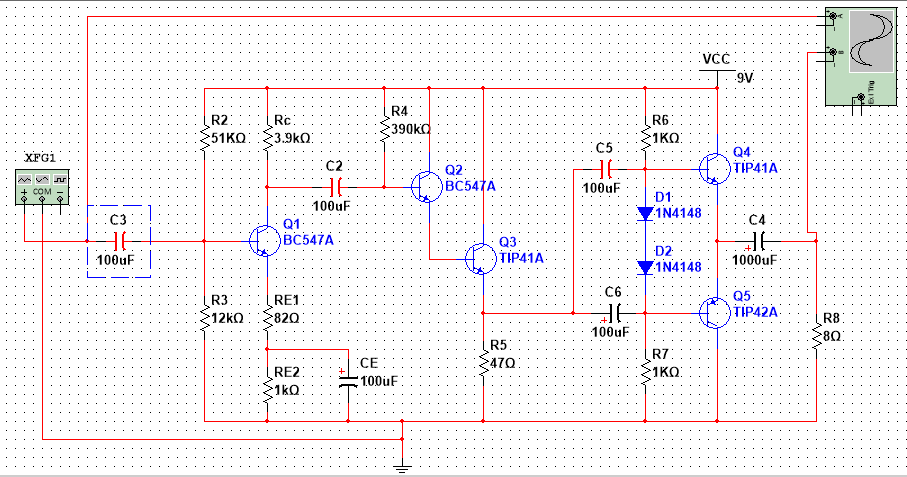 VCC
9V
A
B
Ext Trig
R2
51KΩ
Rc
3.9kΩ
R4
390kΩ
R6
1KΩ
XFG1
COM
C3
100uF
C2
100uF
Q2
BC547A
C5
100uF
Q4
TIP41A
D1
1N4148
Q1
BC547A
Q3
TIP41A
C4
1000uF
D2
1N4148
R3
12kΩ
RE1
82Ω
C6
100uF
Q5
TIP42A
R8
8Ω
R5
47Ω
R7
1KΩ
RE2
1kΩ
CE
100uF